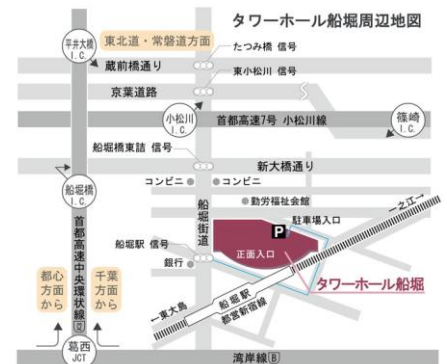 タワーホール船堀周辺地図
平井大橋
I.C.
東北道・常磐道方面
たつみ橋 信号
蔵前橋通り
東小松川 信号
京葉道路
小松川
I.C.
首都高速7号 小松川線
篠崎
I.C.
船堀橋東詰 信号
新大橋通り
コンビニ
コンビニ
船堀橋
I.C.
船堀街道
勤労福祉会館
駐車場入口
一之江→
P
船堀駅 信号
正面入口
銀行
タワーホール船堀
首都高速中央環状線
都心
方面
から
千葉
方面
から
←東大島
船堀駅
都営新宿線
葛西
JCT
湾岸線B